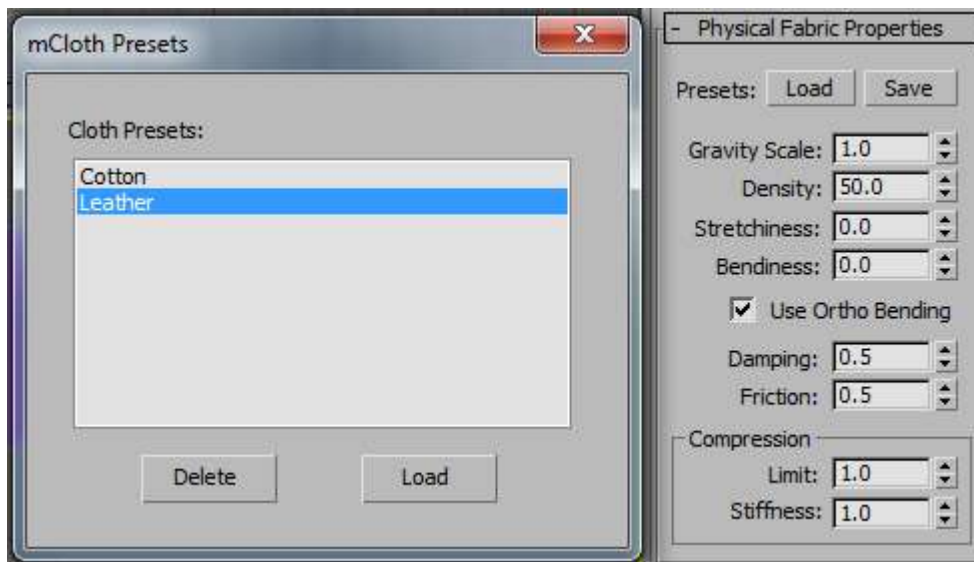 mCloth Presets
Cloth Presets:
Cotton
Leather
Delete Load
- Physical Fabric Properties
Presets: Load Save
Gravity Scale: 1.0
Density: 50.0
Stretchiness: 0.0
Bendiness: 0.0
Use Ortho Bending
Damping: 0.5
Friction: 0.5
Compression
Limit: 1.0
Stiffness: 1.0